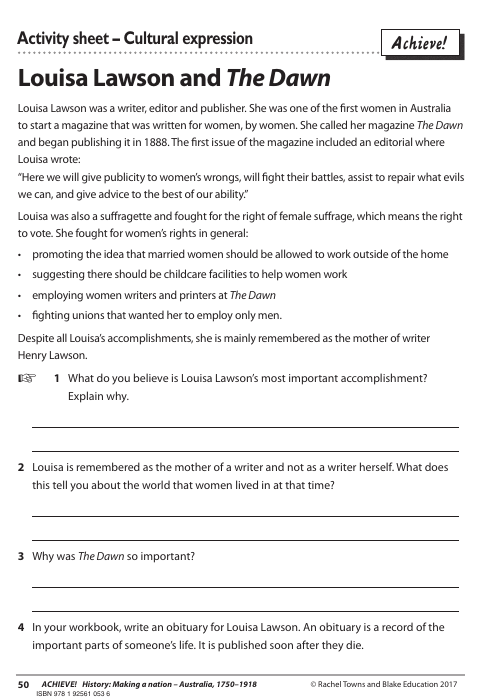 Activity sheet – Cultural expression
Achieve!
Louisa Lawson and The Dawn
Louisa Lawson was a writer, editor and publisher. She was one of the first women in Australia
to start a magazine that was written for women, by women. She called her magazine The Dawn
and began publishing it in 1888. The first issue of the magazine included an editorial where
Louisa wrote:
“Here we will give publicity to women’s wrongs, will fight their battles, assist to repair what evils
we can, and give advice to the best of our ability.”
Louisa was also a suffragette and fought for the right of female suffrage, which means the right
to vote. She fought for women’s rights in general:
• promoting the idea that married women should be allowed to work outside of the home
• suggesting there should be childcare facilities to help women work
• employing women writers and printers at The Dawn
• fighting unions that wanted her to employ only men.
Despite all Louisa’s accomplishments, she is mainly remembered as the mother of writer
Henry Lawson.
1 What do you believe is Louisa Lawson’s most important accomplishment?
Explain why.
2 Louisa is remembered as the mother of a writer and not as a writer herself. What does
this tell you about the world that women lived in at that time?
3 Why was The Dawn so important?
4 In your workbook, write an obituary for Louisa Lawson. An obituary is a record of the
important parts of someone’s life. It is published soon after they die.
50 ACHIEVE! History: Making a nation – Australia, 1750–1918 © Rachel Towns and Blake Education 2017
ISBN 978 1 92561 053 6